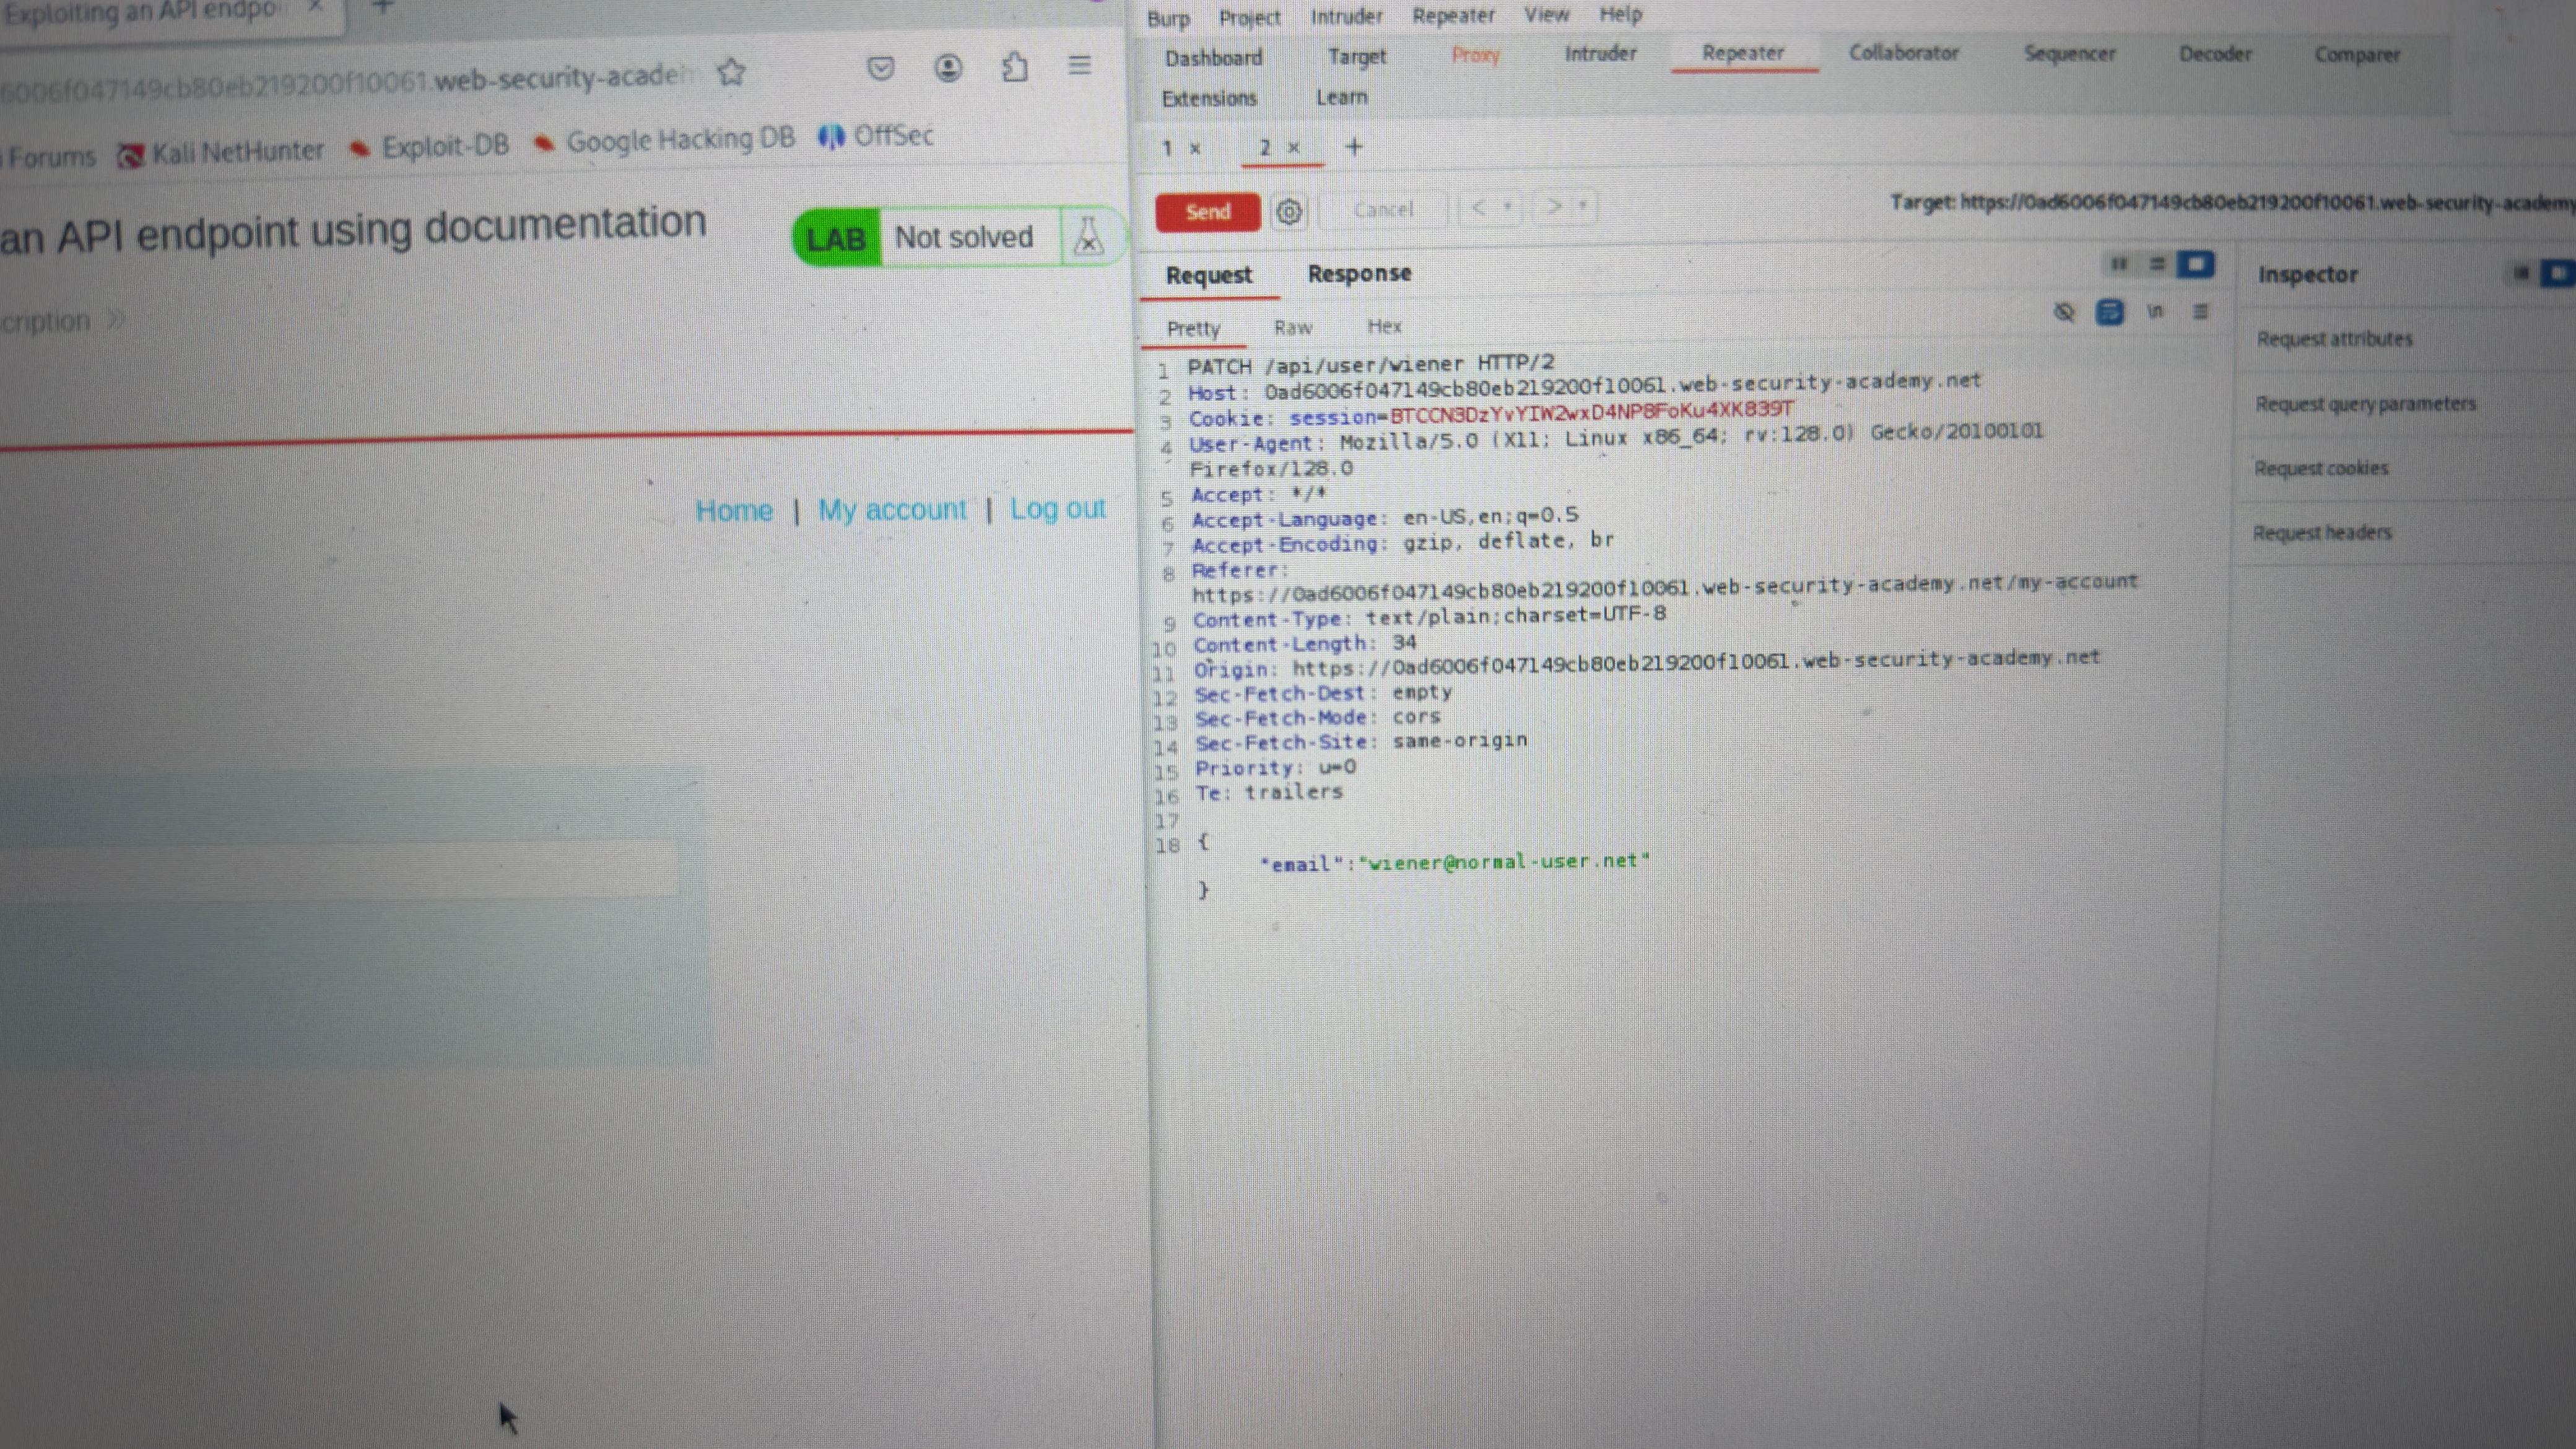 Exploiting an API endpo
6006f047149cb80eb219200f10061.web-security-academ
Forums Kali NetHunter Exploit-DB Google Hacking DB OffSec
an API endpoint using documentation
LAB Not solved
cription
Home | My account | Log out
Burp Project Intruder Repeater View Help
Dashboard Target Proxy Intruder Repeater Collaborator Sequencer Decoder Comparer
Extensions Learn
1 × 2 × +
Send Cancel < >
Target: https://0ad6006f047149cb80eb219200f10061.web-security-academy
Request Response
Pretty Raw Hex
\n
1 PATCH /api/user/wiener HTTP/2
2 Host: 0ad6006f047149cb80eb219200f10061.web-security-academy.net
3 Cookie: session=BTCCN3DzYvYIW2wxD4NP8FoKu4XK839T
4 User-Agent: Mozilla/5.0 (X11; Linux x86_64; rv:128.0) Gecko/20100101
Firefox/128.0
5 Accept: */*
6 Accept-Language: en-US,en;q=0.5
7 Accept-Encoding: gzip, deflate, br
8 Referer:
https://0ad6006f047149cb80eb219200f10061.web-security-academy.net/my-account
9 Content-Type: text/plain;charset=UTF-8
10 Content-Length: 34
11 Origin: https://0ad6006f047149cb80eb219200f10061.web-security-academy.net
12 Sec-Fetch-Dest: empty
13 Sec-Fetch-Mode: cors
14 Sec-Fetch-Site: same-origin
15 Priority: u=0
16 Te: trailers
17
18 {
"email":"wiener@normal-user.net"
}
Inspector
Request attributes
Request query parameters
Request cookies
Request headers